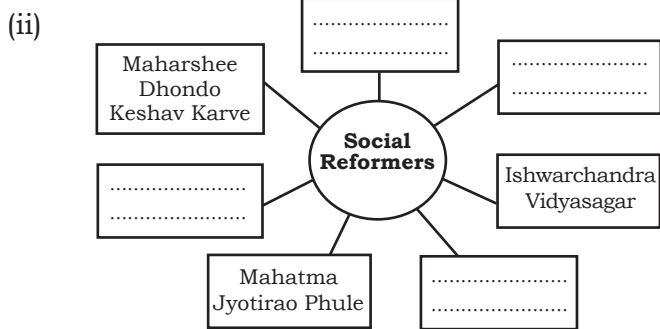 (ii)
........................
........................
Maharshee
Dhondo
Keshav Karve
........................
........................
Social
Reformers
........................
........................
Ishwarchandra
Vidyasagar
Mahatma
Jyotirao Phule
........................
........................